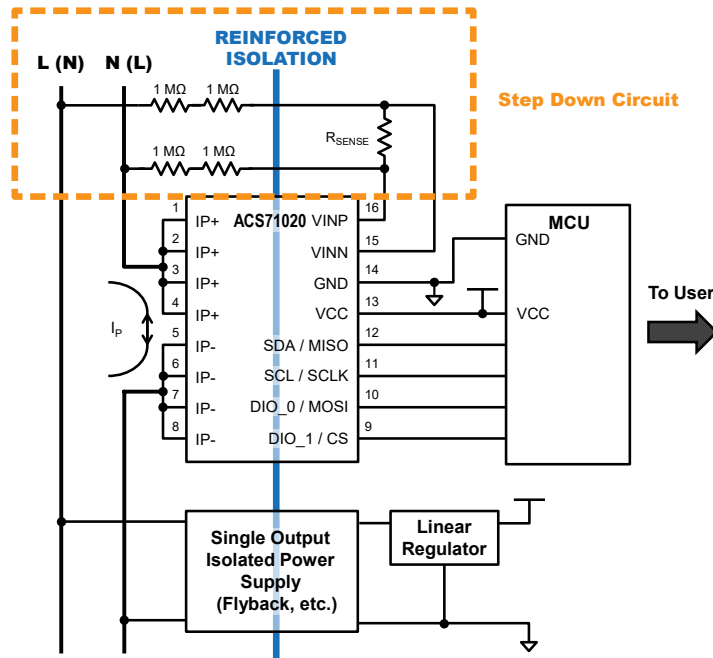 REINFORCED
ISOLATION
L (N) N (L)
1 MΩ 1 MΩ
Step Down Circuit
RSENSE
1 MΩ 1 MΩ
ACS71020
1 IP+
2 IP+
3 IP+
4 IP+
5 IP-
6 IP-
7 IP-
8 IP-
VINP 16
VINN 15
GND 14
VCC 13
SDA / MISO 12
SCL / SCLK 11
DIO_0 / MOSI 10
DIO_1 / CS 9
IP
MCU
GND
VCC
To User
Single Output
Isolated Power
Supply
(Flyback, etc.)
Linear
Regulator